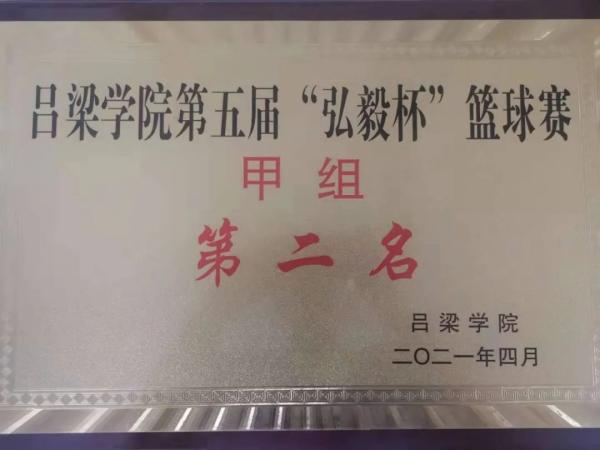 吕梁学院第五届“弘毅杯”篮球赛
甲组
第二名
吕梁学院
二〇二一年四月